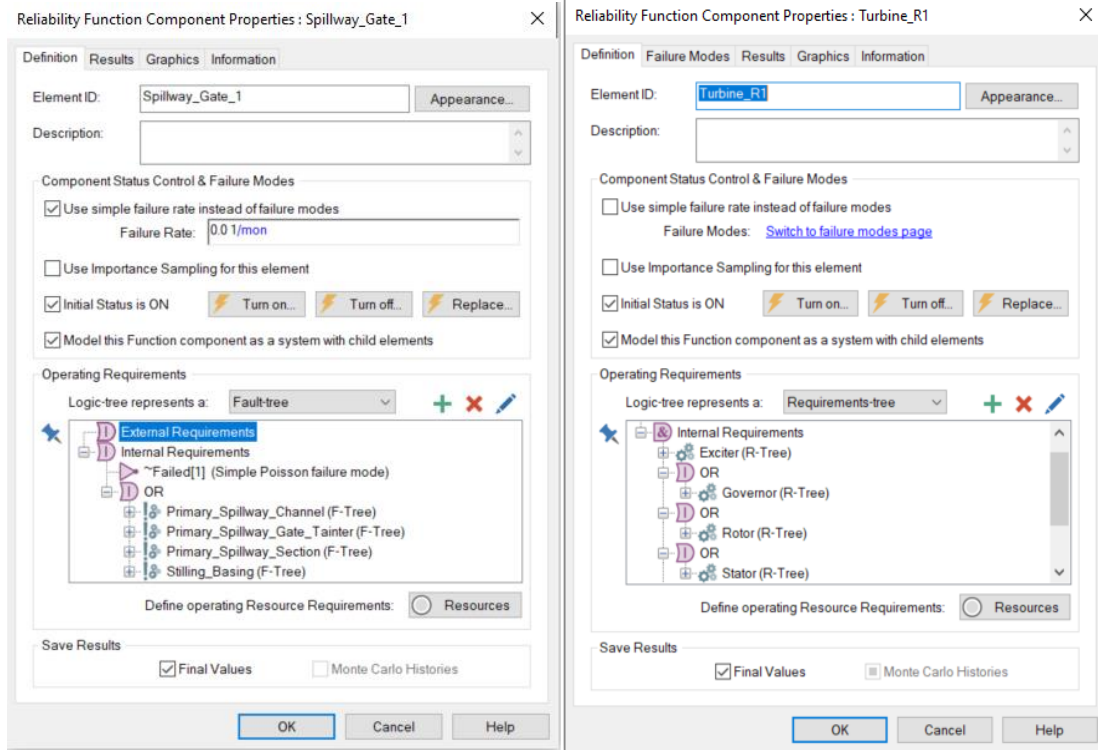 Reliability Function Component Properties : Spillway_Gate_1
Definition Results Graphics Information
Element ID: Spillway_Gate_1 Appearance...
Description:
Component Status Control & Failure Modes
Use simple failure rate instead of failure modes
Failure Rate: 0.0 1/mon
Use Importance Sampling for this element
Initial Status is ON Turn on... Turn off... Replace...
Model this Function component as a system with child elements
Operating Requirements
Logic-tree represents a: Fault-tree
External Requirements
Internal Requirements
~Failed[1] (Simple Poisson failure mode)
OR
Primary_Spillway_Channel (F-Tree)
Primary_Spillway_Gate_Tainter (F-Tree)
Primary_Spillway_Section (F-Tree)
Stilling_Basing (F-Tree)
Define operating Resource Requirements: Resources
Save Results
Final Values Monte Carlo Histories
OK Cancel Help
Reliability Function Component Properties : Turbine_R1
Definition Failure Modes Results Graphics Information
Element ID: Turbine_R1 Appearance...
Description:
Component Status Control & Failure Modes
Use simple failure rate instead of failure modes
Failure Modes: Switch to failure modes page
Use Importance Sampling for this element
Initial Status is ON Turn on... Turn off... Replace...
Model this Function component as a system with child elements
Operating Requirements
Logic-tree represents a: Requirements-tree
& Internal Requirements
Exciter (R-Tree)
OR
Governor (R-Tree)
OR
Rotor (R-Tree)
OR
Stator (R-Tree)
Define operating Resource Requirements: Resources
Save Results
Final Values Monte Carlo Histories
OK Cancel Help